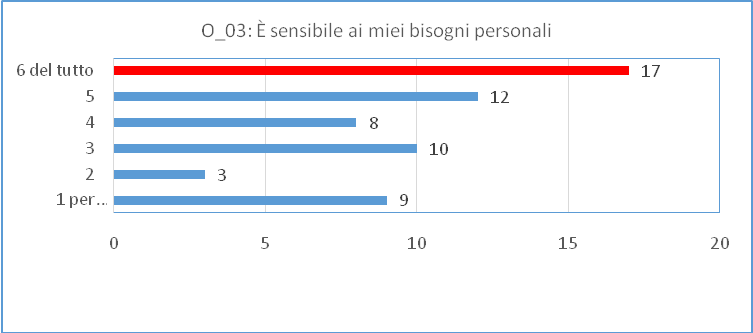 O_03: È sensibile ai miei bisogni personali
6 del tutto 17
5 12
4 8
3 10
2 3
1 per... 9
0 5 10 15 20